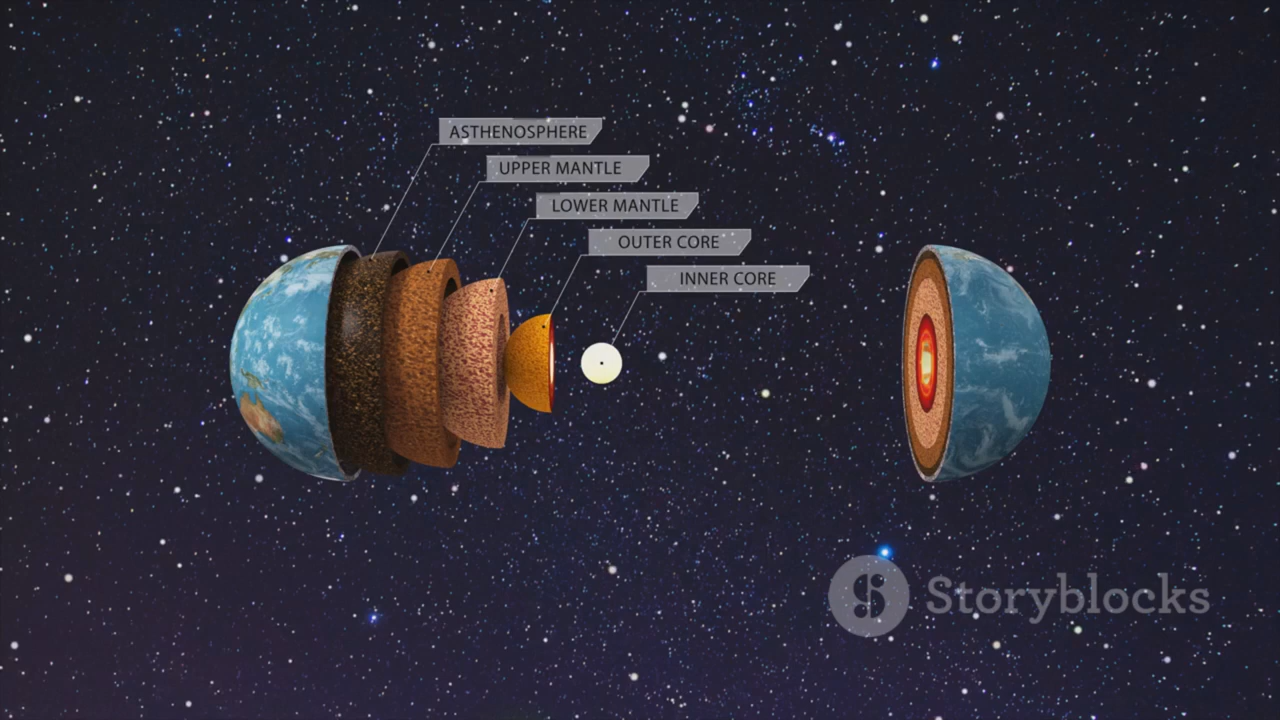 ASTHENOSPHERE
UPPER MANTLE
LOWER MANTLE
OUTER CORE
INNER CORE
Storyblocks